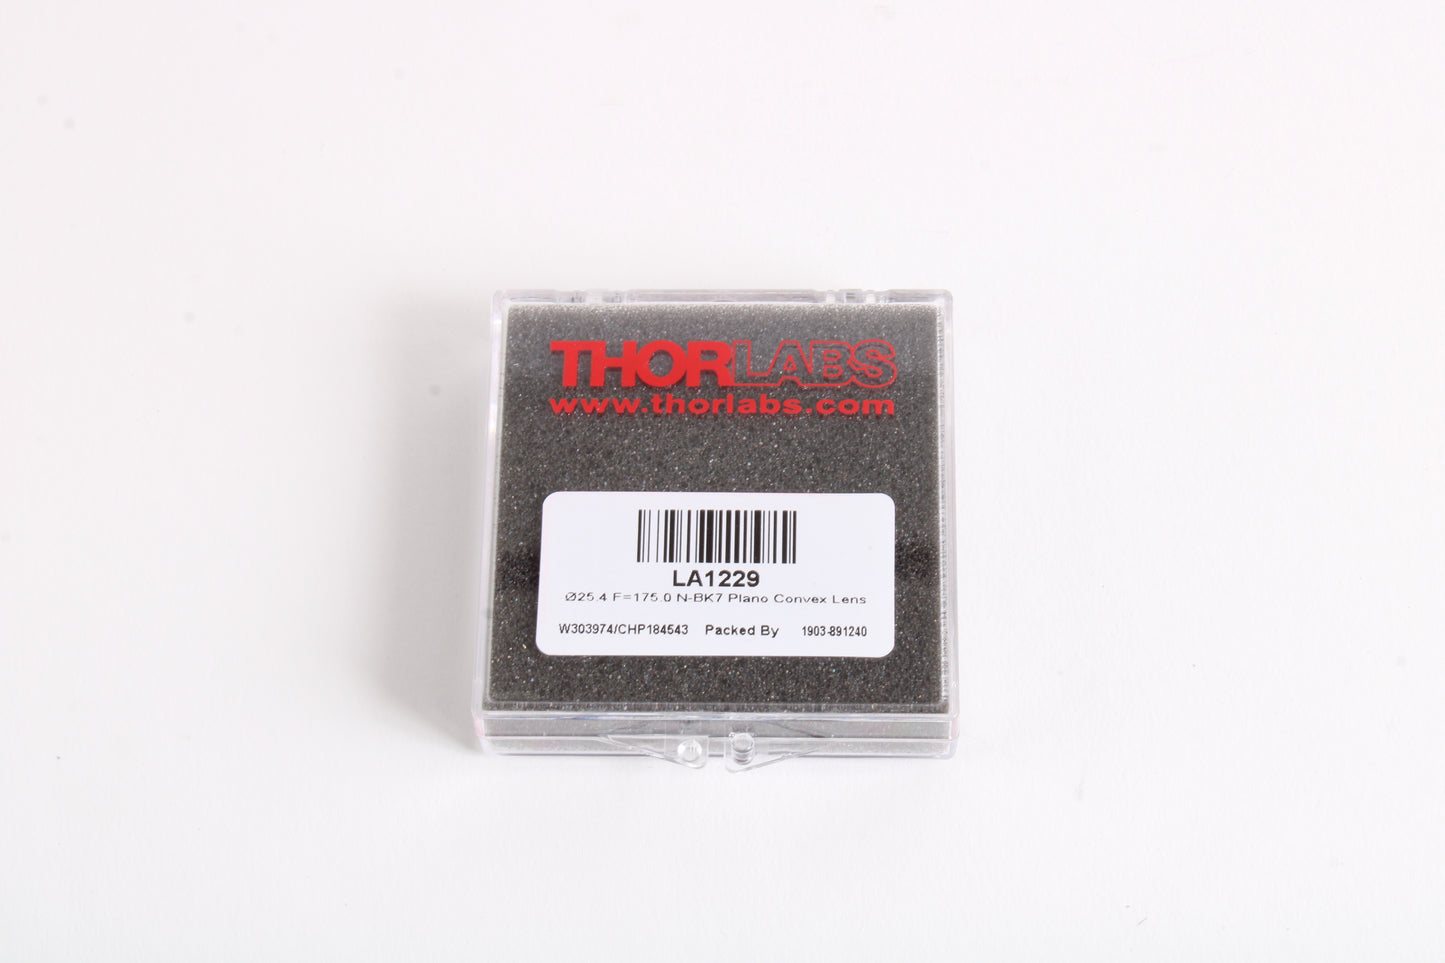 THORLABS
www.thorlabs.com
LA1229
Ø25.4 F=175.0 N-BK7 Plano Convex Lens
W303974/CHP184543 Packed By 1903-891240